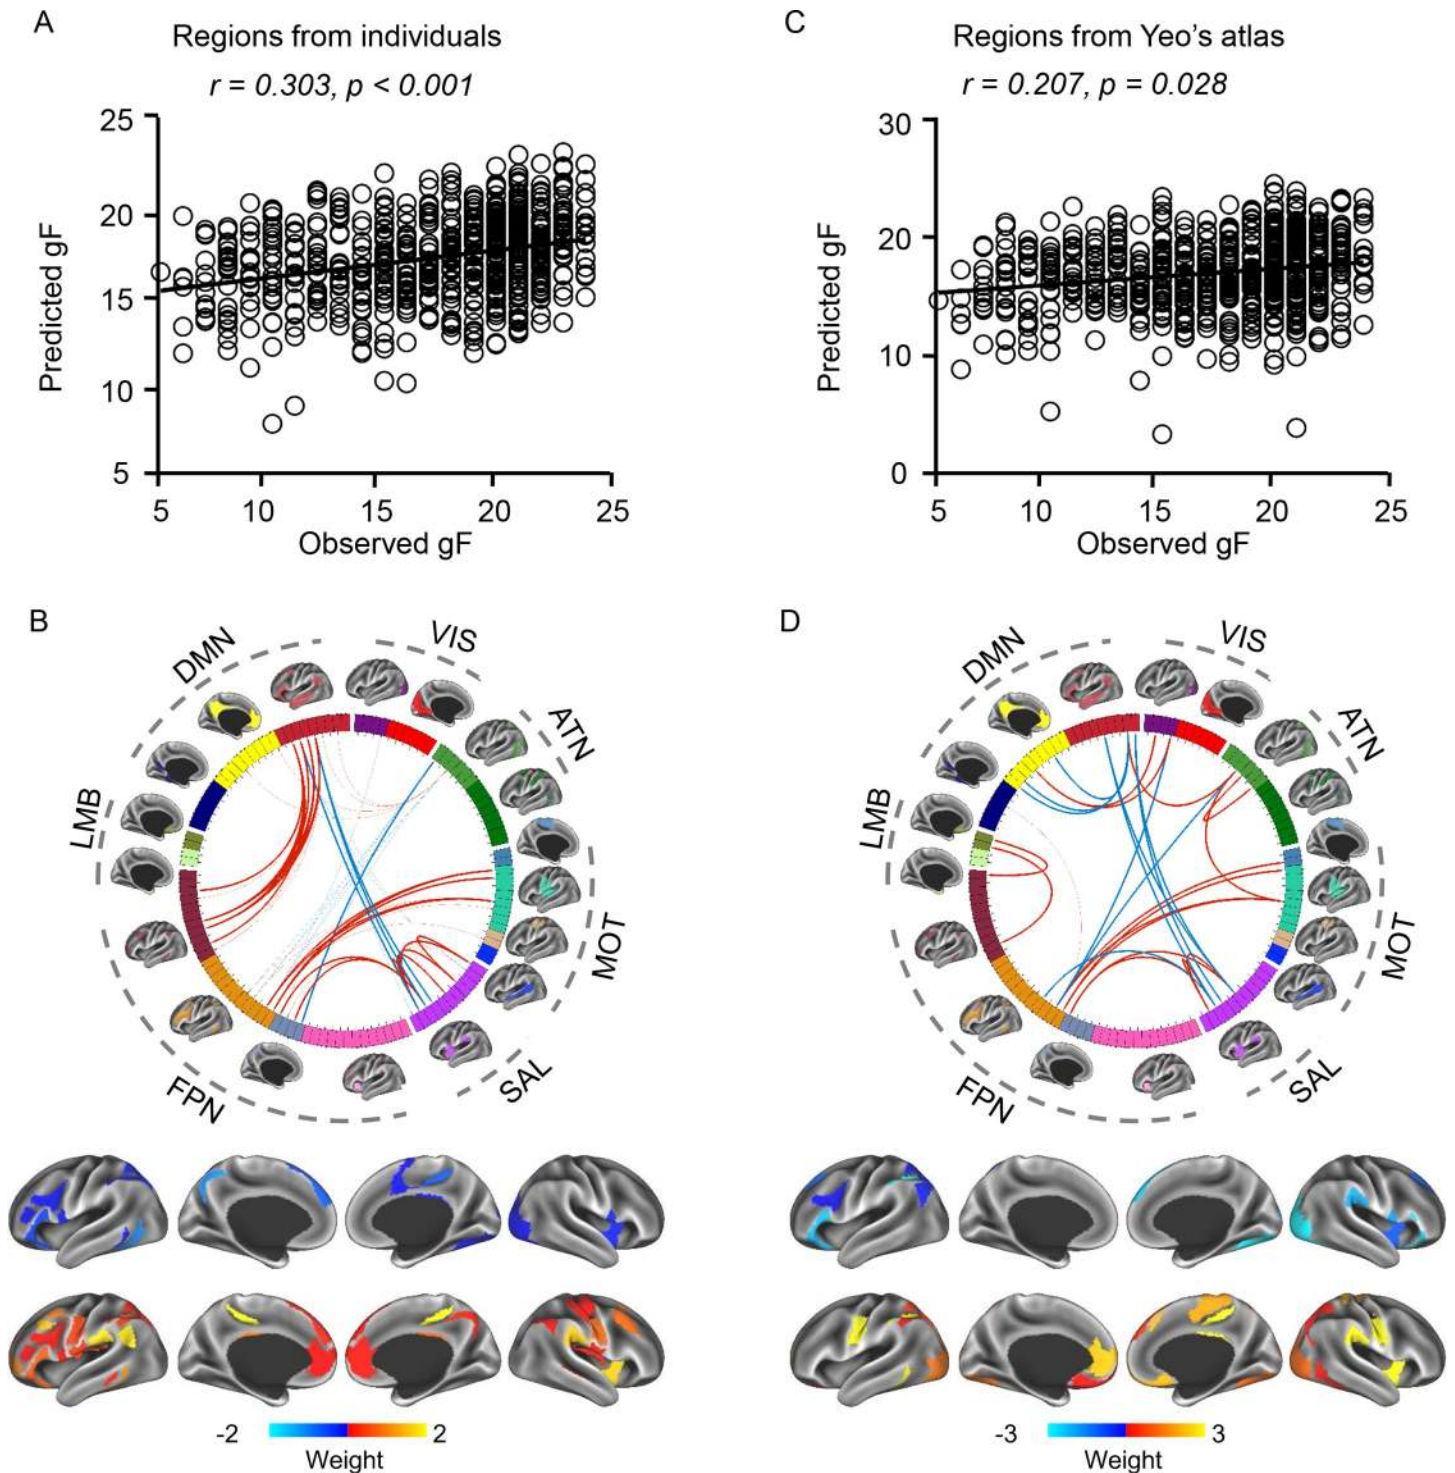 A
Regions from individuals
r = 0.303, p < 0.001
25
20
15
10
5
Predicted gF
5 10 15 20 25
Observed gF
C
Regions from Yeo's atlas
r = 0.207, p = 0.028
30
20
10
0
Predicted gF
5 10 15 20 25
Observed gF
B
DMN
VIS
ATN
LMB
MOT
FPN
SAL
-2 2
Weight
D
DMN
VIS
ATN
LMB
MOT
FPN
SAL
-3 3
Weight